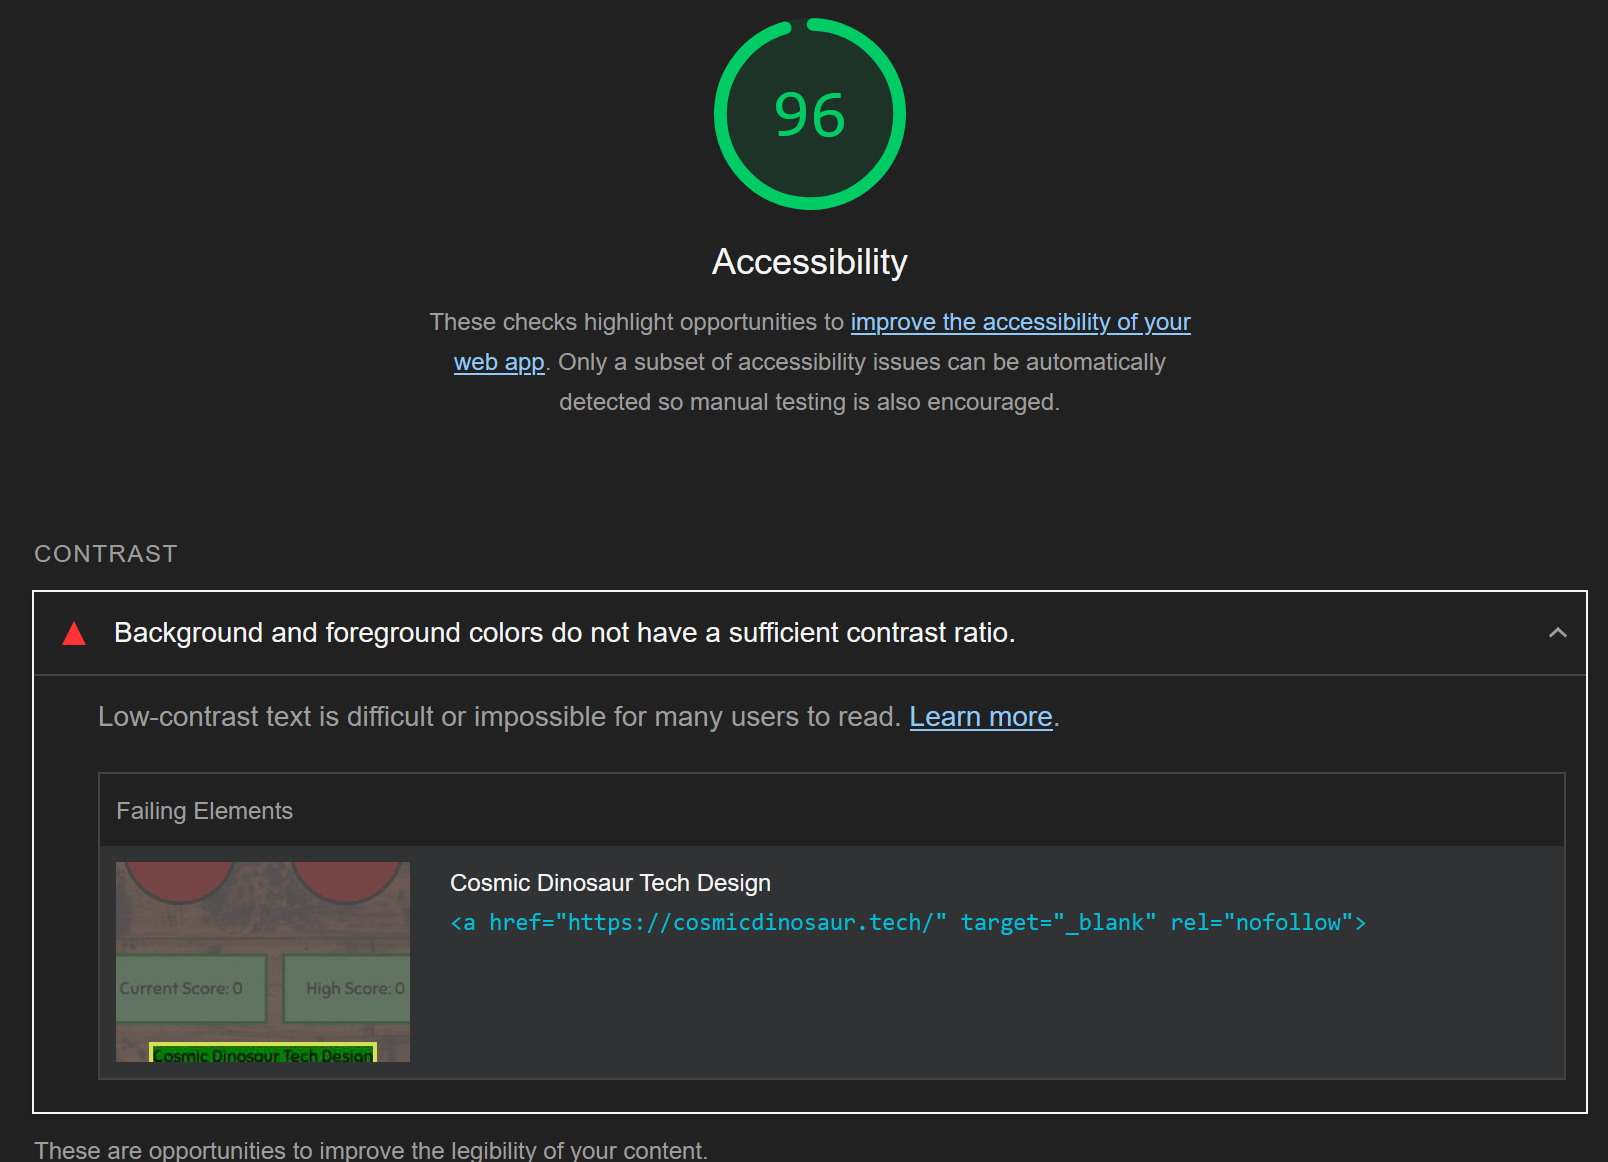 96
Accessibility
These checks highlight opportunities to improve the accessibility of your
web app. Only a subset of accessibility issues can be automatically
detected so manual testing is also encouraged.
CONTRAST
Background and foreground colors do not have a sufficient contrast ratio.
Low-contrast text is difficult or impossible for many users to read. Learn more.
Failing Elements
Cosmic Dinosaur Tech Design
<a href="https://cosmicdinosaur.tech/" target="_blank" rel="nofollow">
Current Score: 0
High Score: 0
Cosmic Dinosaur Tech Design
These are opportunities to improve the legibility of your content.